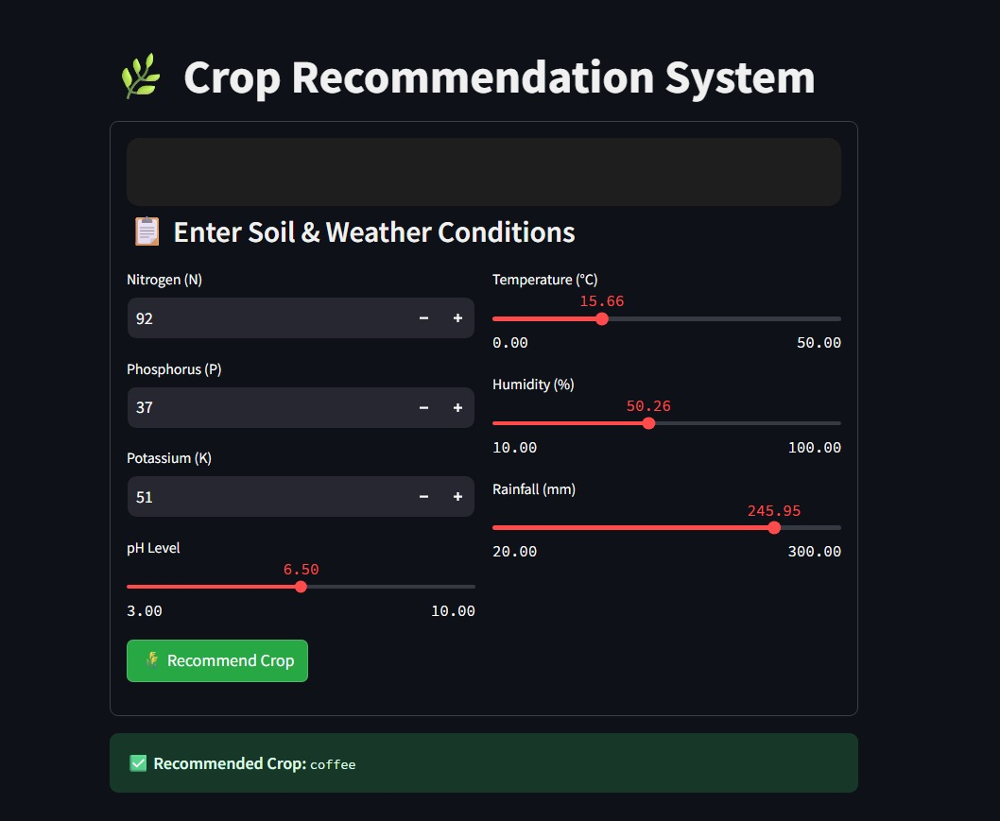 Crop Recommendation System
Enter Soil & Weather Conditions
Nitrogen (N)
92
Phosphorus (P)
37
Potassium (K)
51
pH Level
6.50
3.00 10.00
Temperature (°C)
15.66
0.00 50.00
Humidity (%)
50.26
10.00 100.00
Rainfall (mm)
245.95
20.00 300.00
Recommend Crop
Recommended Crop: coffee